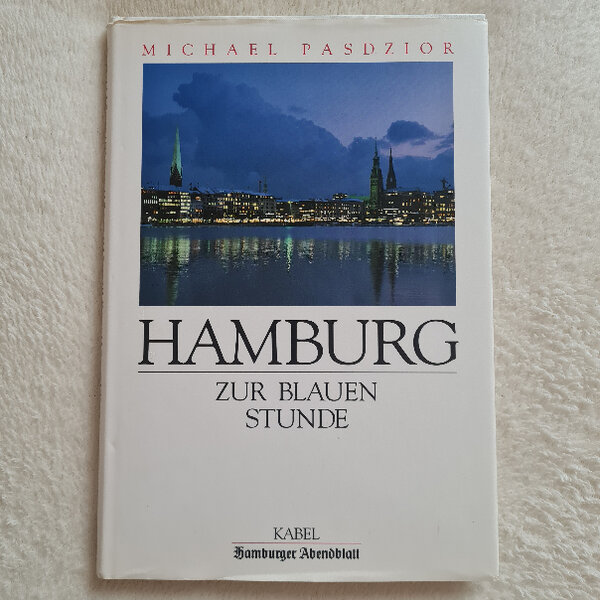 MICHAEL PASDZIOR
HAMBURG
ZUR BLAUEN
STUNDE
KABEL
Hamburger Abendblatt